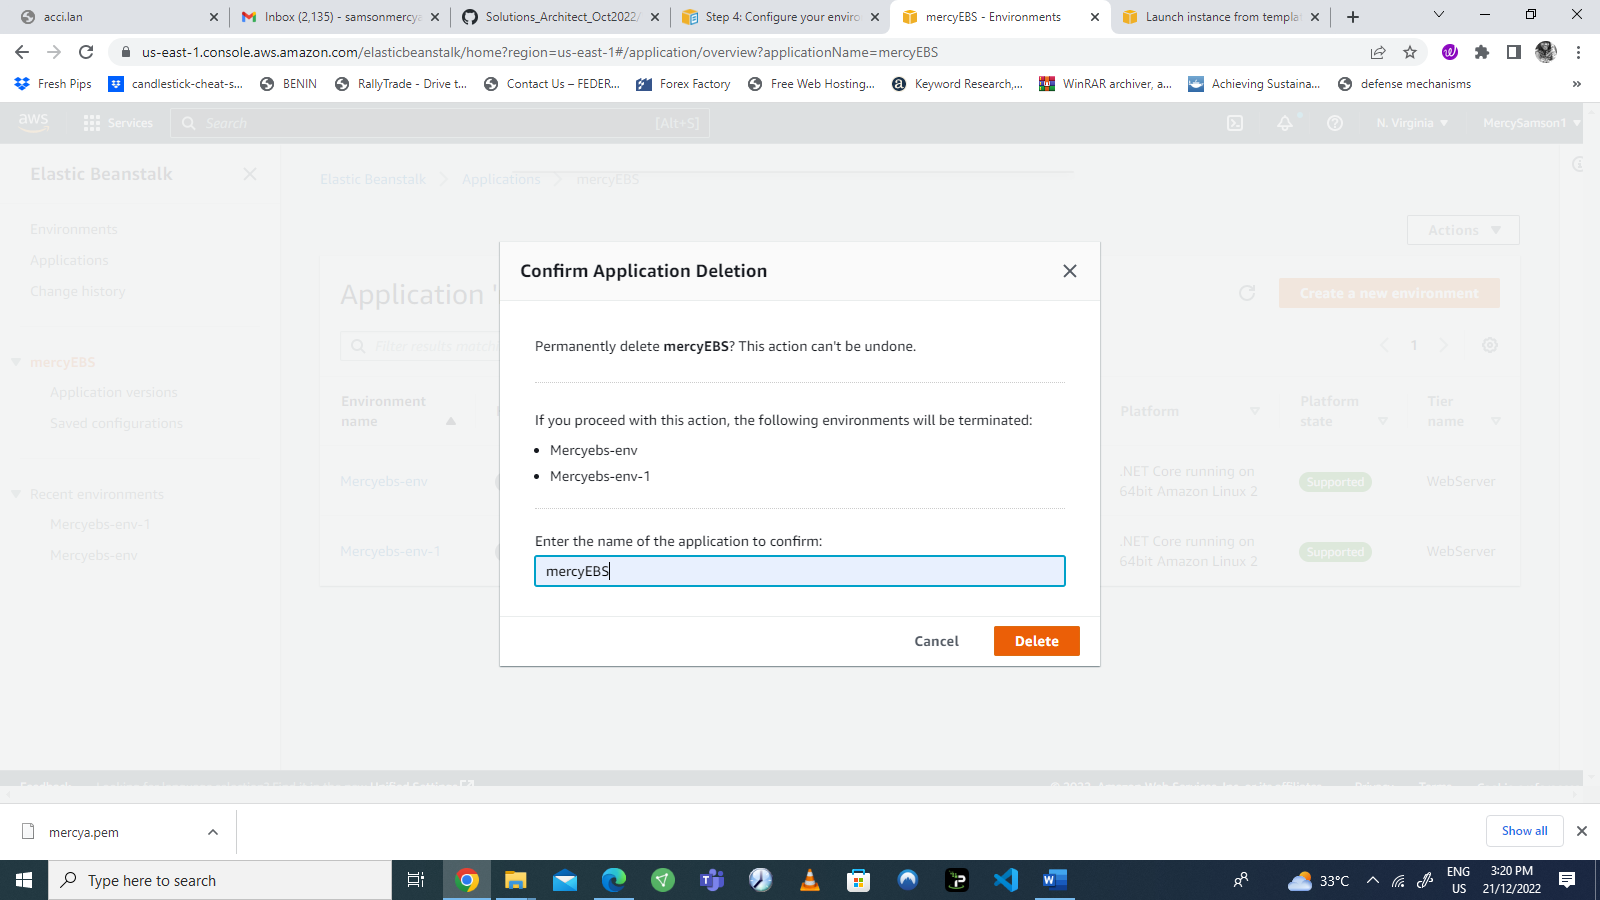 acci.lan
Inbox (2,135) - samsonmercya
Solutions_Architect_Oct2022/
Step 4: Configure your enviro
mercyEBS - Environments
Launch instance from templa
us-east-1.console.aws.amazon.com/elasticbeanstalk/home?region=us-east-1#/application/overview?applicationName=mercyEBS
Fresh Pips
candlestick-cheat-s...
BENIN
RallyTrade - Drive t...
Contact Us – FEDER...
Forex Factory
Free Web Hosting...
Keyword Research,...
WinRAR archiver, a...
Achieving Sustaina...
defense mechanisms
»
aws
Services
Search
[Alt+S]
N. Virginia
MercySamson1
Elastic Beanstalk
Environments
Applications
Change history
mercyEBS
Application versions
Saved configurations
Recent environments
Mercyebs-env-1
Mercyebs-env
Elastic Beanstalk
Applications
mercyEBS
Actions
Application '
Create a new environment
Filter results match
1
Environment
name
Platform
Platform
state
Tier
name
Mercyebs-env
.NET Core running on
64bit Amazon Linux 2
Supported
WebServer
Mercyebs-env-1
.NET Core running on
64bit Amazon Linux 2
Supported
WebServer
Confirm Application Deletion
Permanently delete mercyEBS? This action can't be undone.
If you proceed with this action, the following environments will be terminated:
Mercyebs-env
Mercyebs-env-1
Enter the name of the application to confirm:
mercyEBS
Cancel
Delete
mercya.pem
Show all
Type here to search
33°C
ENG
US
3:20 PM
21/12/2022